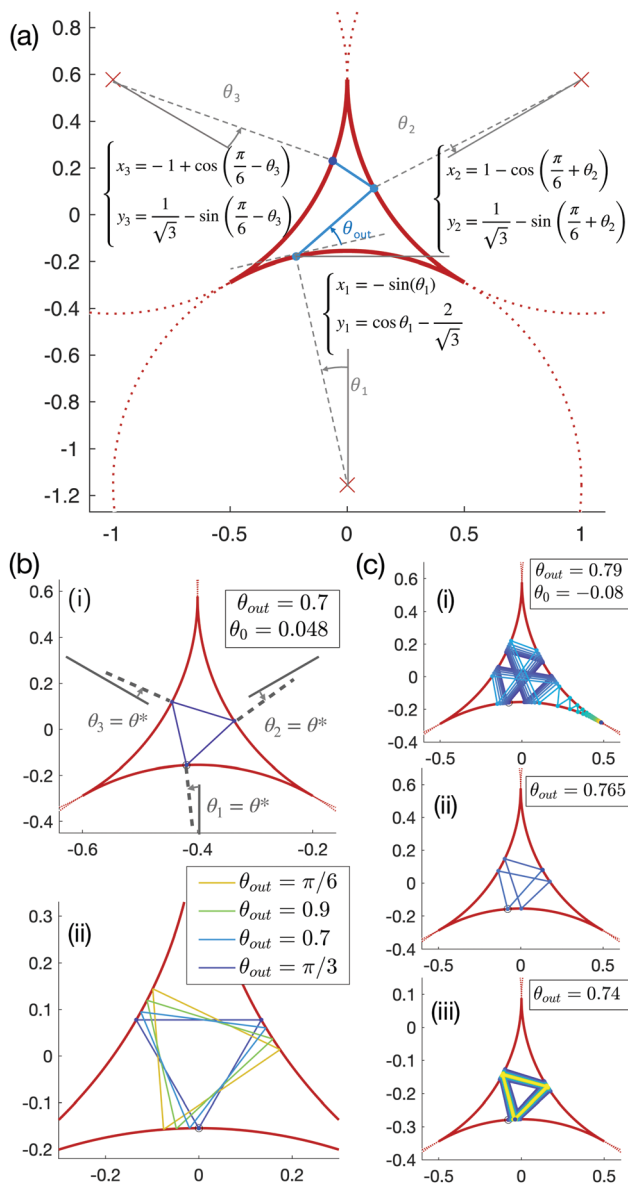 (a)
0.8
0.6
0.4
0.2
0
-0.2
-0.4
-0.6
-0.8
-1
-1.2
-1
-0.5
0
0.5
1
θ3
θ2
x3 = − 1 + cos (π/6 − θ3)
y3 = 1/√3 − sin (π/6 − θ3)
x2 = 1 − cos (π/6 + θ2)
y2 = 1/√3 − sin (π/6 + θ2)
θout
x1 = − sin(θ1)
y1 = cos θ1 − 2/√3
θ1
(b)
(i)
θout = 0.7
θ0 = 0.048
0.6
0.4
0.2
0
-0.2
-0.4
-0.6
-0.4
-0.2
θ3 = θ*
θ2 = θ*
θ1 = θ*
(ii)
θout = π/6
θout = 0.9
θout = 0.7
θout = π/3
0.3
0.2
0.1
0
-0.1
-0.2
-0.2
0
0.2
(c)
(i)
θout = 0.79
θ0 = −0.08
0.6
0.4
0.2
0
-0.2
-0.4
-0.5
0
0.5
(ii)
θout = 0.765
0.6
0.4
0.2
0
-0.2
-0.4
-0.5
0
0.5
(iii)
θout = 0.74
0.1
0
-0.1
-0.2
-0.3
-0.4
-0.5
0
0.5